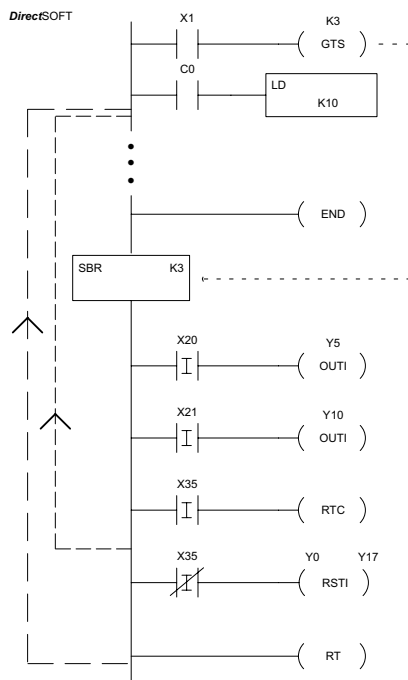 DirectSOFT
X1 K3
GTS
C0
LD
K10
END
SBR K3
X20 Y5
I OUTI
X21 Y10
I OUTI
X35
I RTC
X35 Y0 Y17
I RSTI
RT